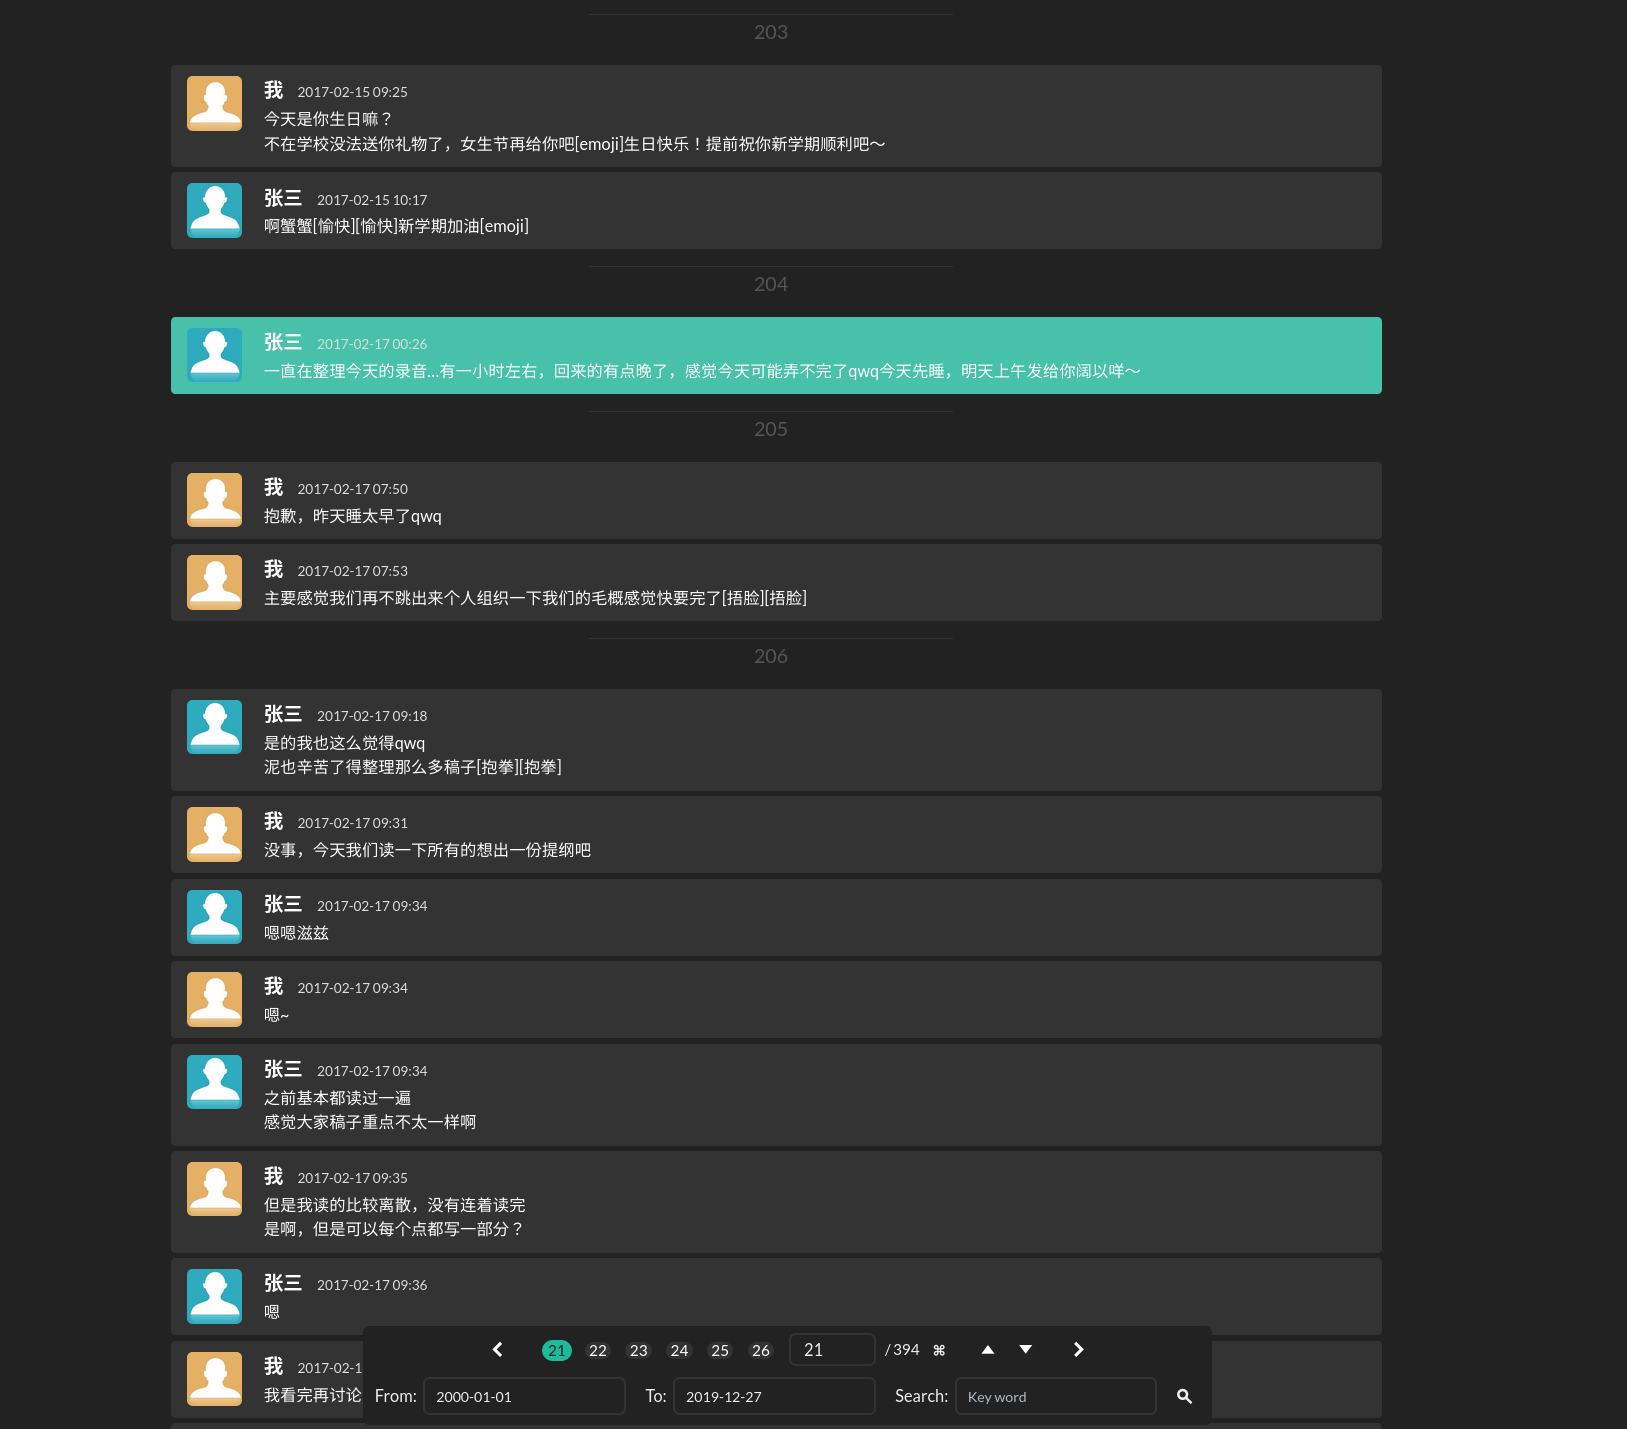 203
我 2017-02-15 09:25
今天是你生日嘛？
不在学校没法送你礼物了，女生节再给你吧[emoji]生日快乐！提前祝你新学期顺利吧～
张三 2017-02-15 10:17
啊蟹蟹[愉快][愉快]新学期加油[emoji]
204
张三 2017-02-17 00:26
一直在整理今天的录音...有一小时左右，回来的有点晚了，感觉今天可能弄不完了qwq今天先睡，明天上午发给你阔以咩～
205
我 2017-02-17 07:50
抱歉，昨天睡太早了qwq
我 2017-02-17 07:53
主要感觉我们再不跳出来个人组织一下我们的毛概感觉快要完了[捂脸][捂脸]
206
张三 2017-02-17 09:18
是的我也这么觉得qwq
泥也辛苦了得整理那么多稿子[抱拳][抱拳]
我 2017-02-17 09:31
没事，今天我们读一下所有的想出一份提纲吧
张三 2017-02-17 09:34
嗯嗯滋兹
我 2017-02-17 09:34
嗯~
张三 2017-02-17 09:34
之前基本都读过一遍
感觉大家稿子重点不太一样啊
我 2017-02-17 09:35
但是我读的比较离散，没有连着读完
是啊，但是可以每个点都写一部分？
张三 2017-02-17 09:36
嗯
我 2017-02-1
我看完再讨论
21 22 23 24 25 26 21 / 394 ⌘
From: 2000-01-01 To: 2019-12-27 Search: Key word